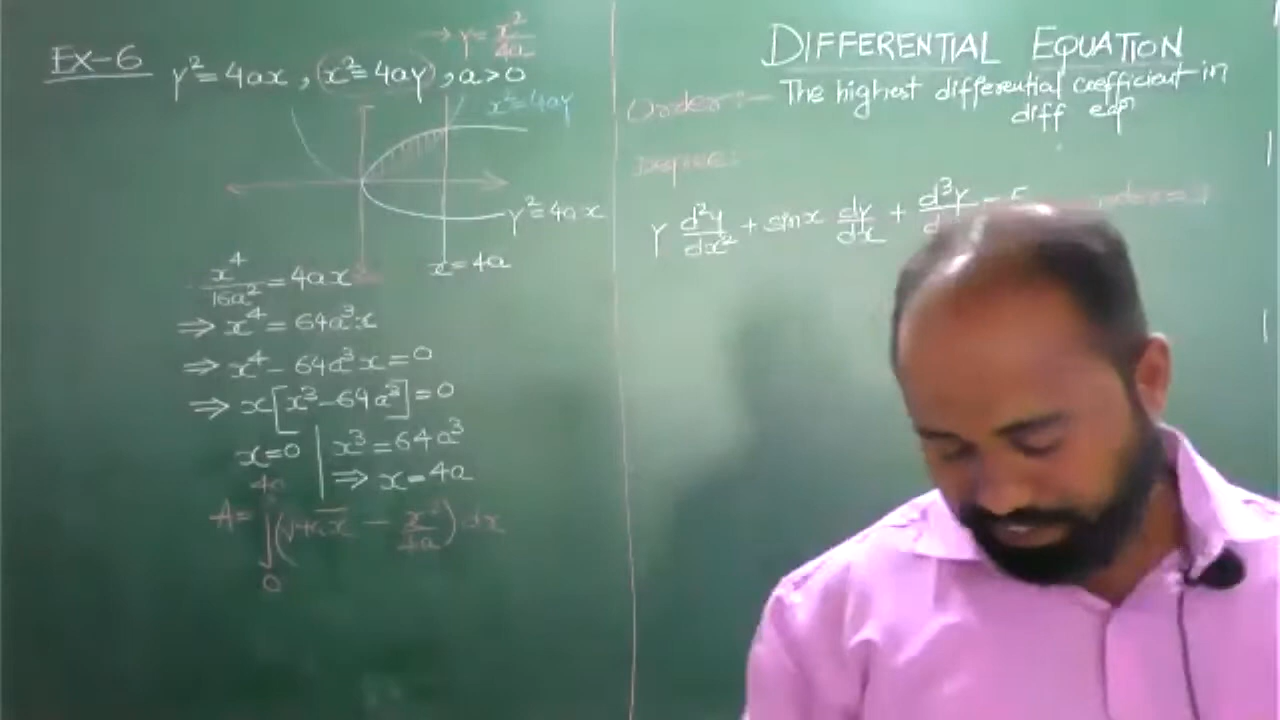 EX-6
y² = 4ax , (x² = 4ay) , a > 0
→ y = x²/4a
x² = 4ay
y² = 4ax
x = 4a
x⁴/16a² = 4ax
⇒ x⁴ = 64a³x
⇒ x⁴ - 64a³x = 0
⇒ x[x³ - 64a³] = 0
x = 0 | x³ = 64a³
⇒ x = 4a
A = ∫₀⁴ᵃ (√4a √x - x²/4a) dx
DIFFERENTIAL EQUATION
Order :- The highest differential coefficient in
diff eqⁿ
Degree :
y d²y/dx² + sinx dy/dx + d³y/d = 5